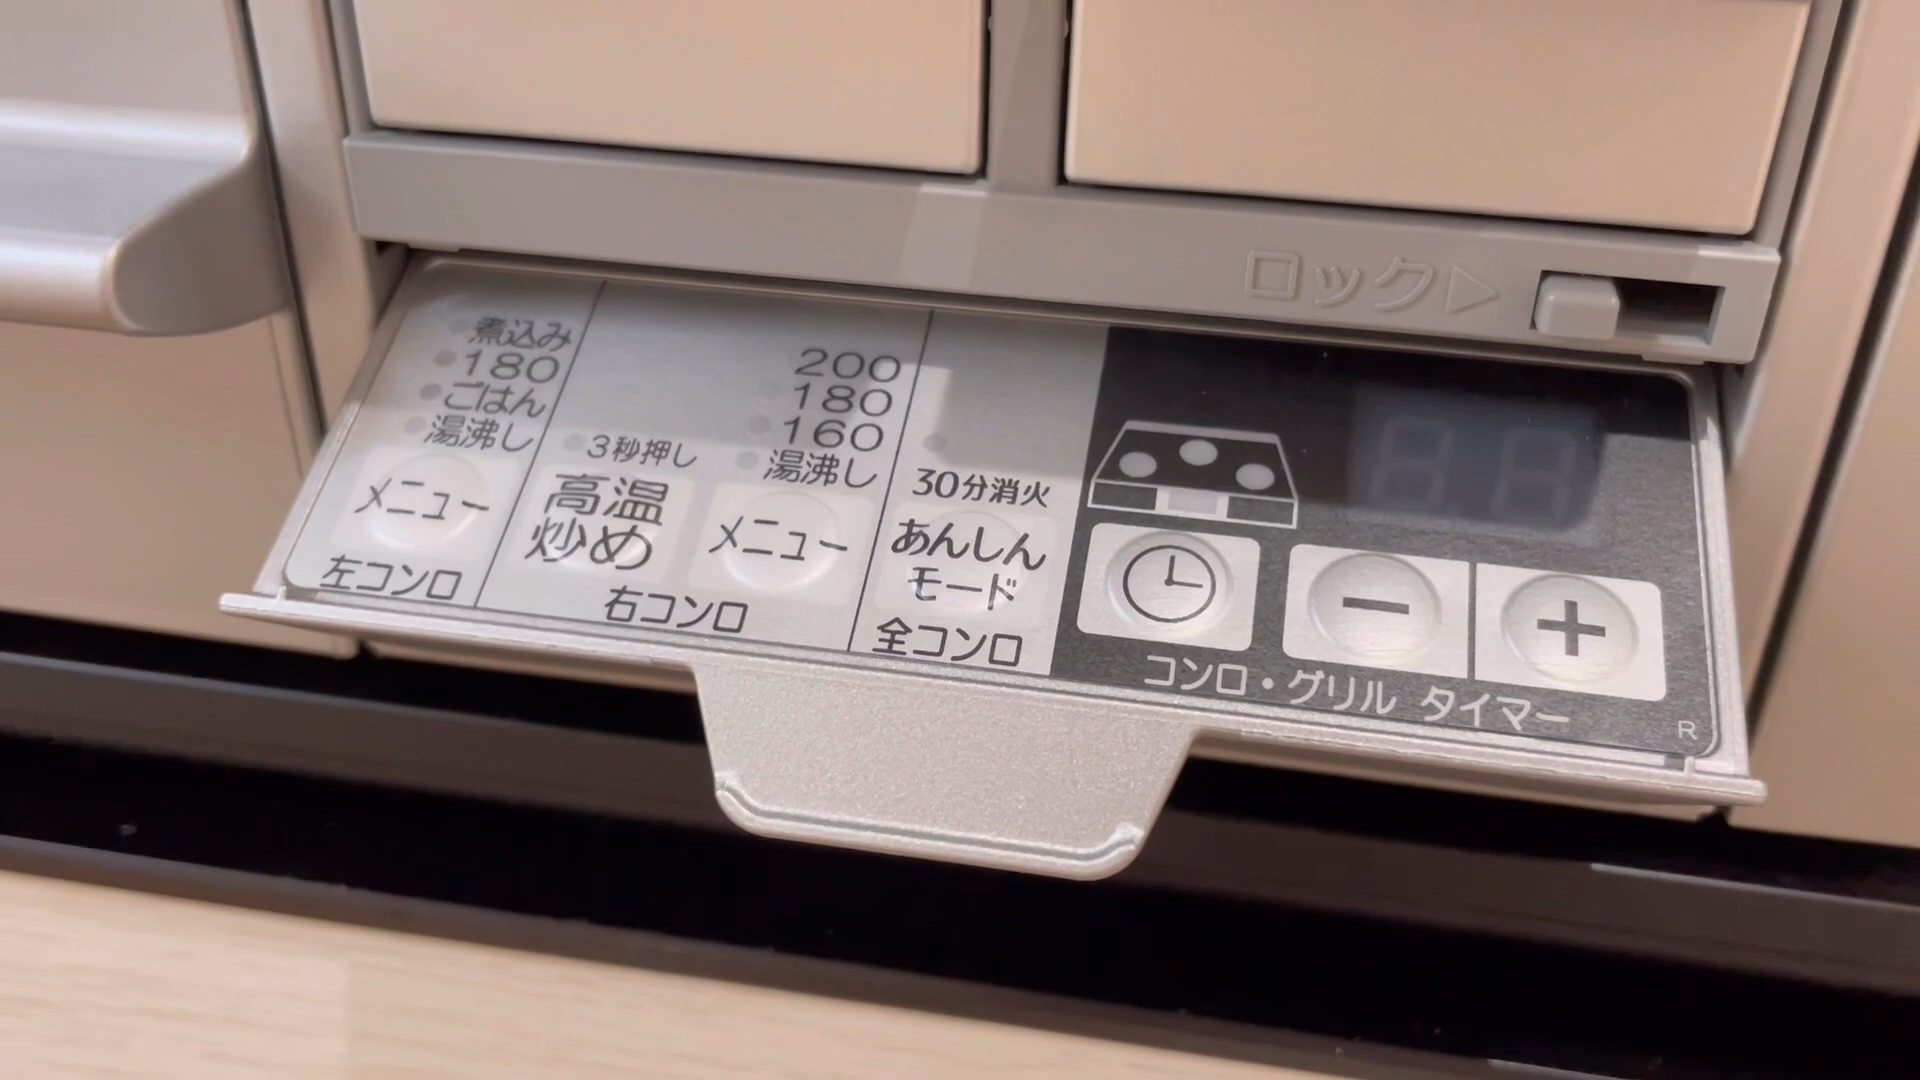 ロック▷
煮込み
180
ごはん
湯沸し
メニュー
左コンロ
3秒押し
高温
炒め
200
180
160
湯沸し
メニュー
右コンロ
30分消火
あんしん
モード
全コンロ
8.8
−
+
コンロ・グリル タイマー
R